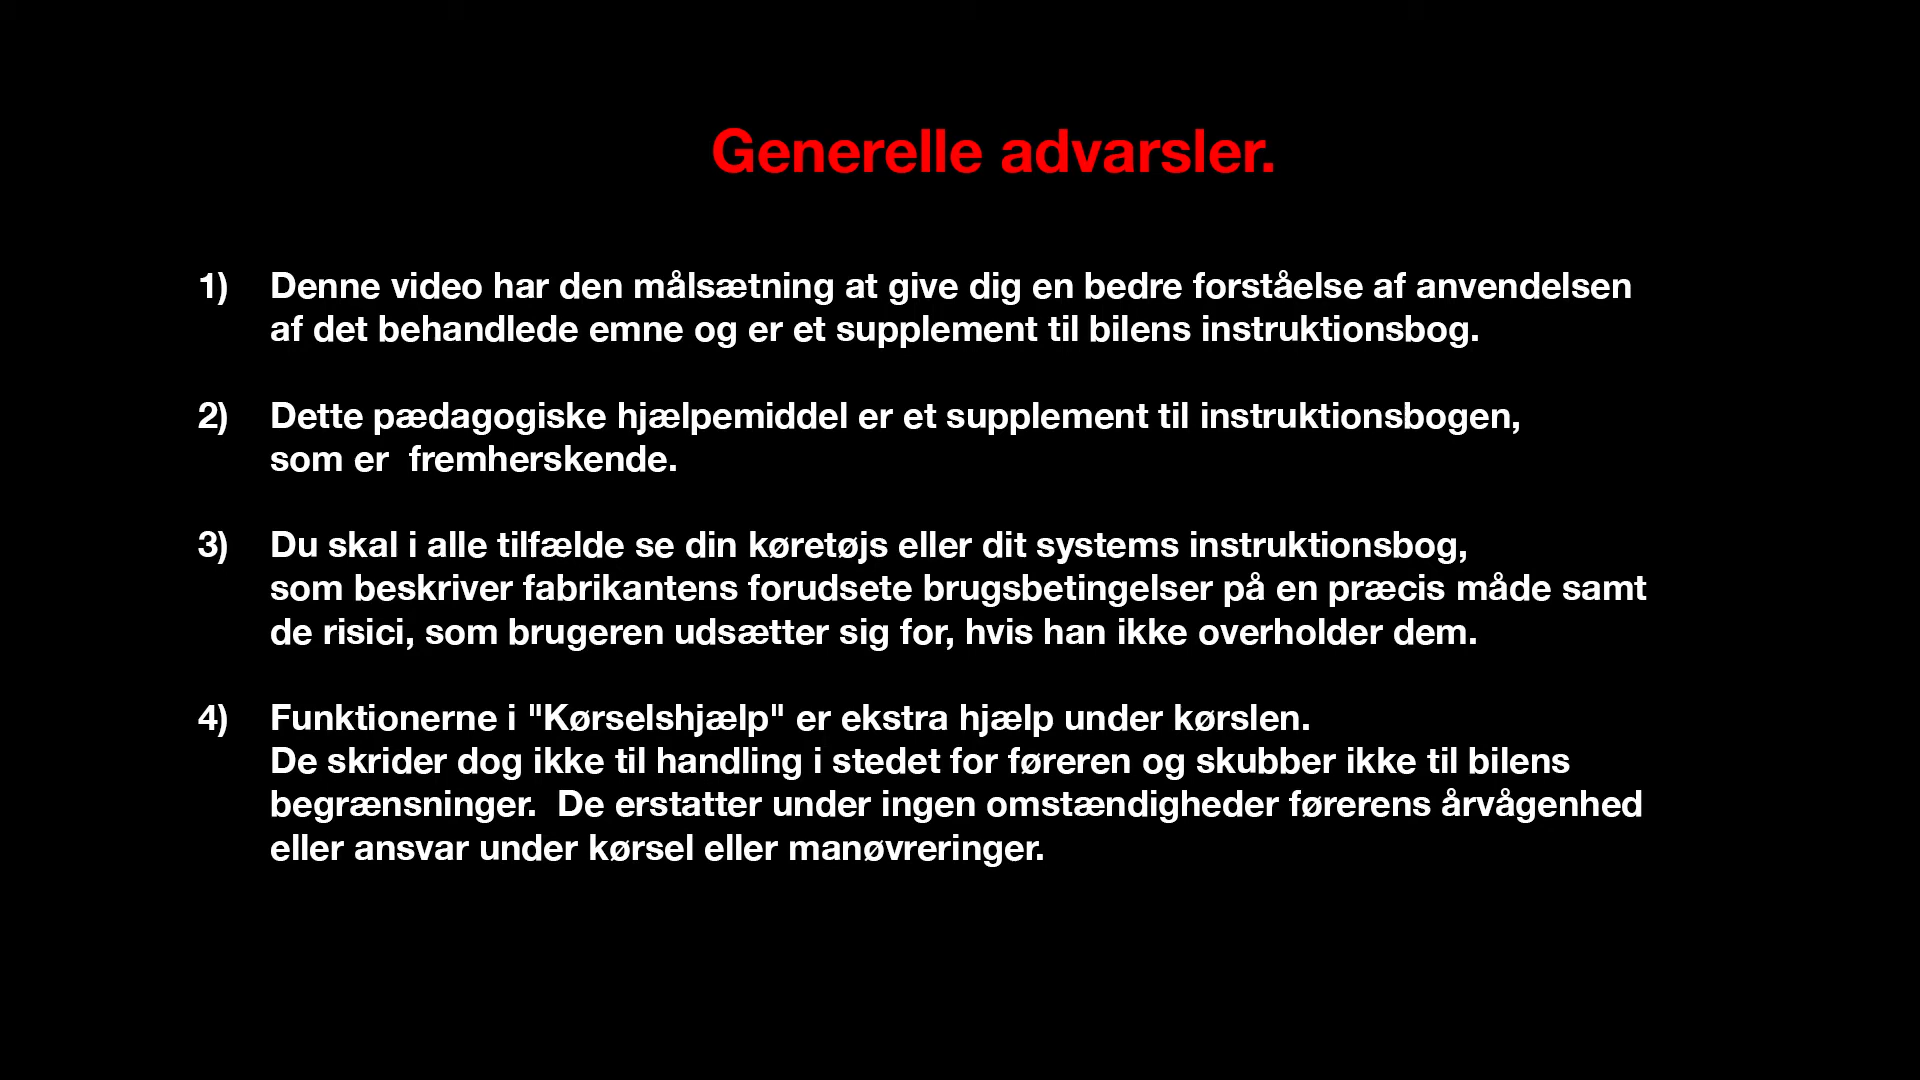 Generelle advarsler.
1) Denne video har den målsætning at give dig en bedre forståelse af anvendelsen
af det behandlede emne og er et supplement til bilens instruktionsbog.
2) Dette pædagogiske hjælpemiddel er et supplement til instruktionsbogen,
som er  fremherskende.
3) Du skal i alle tilfælde se din køretøjs eller dit systems instruktionsbog,
som beskriver fabrikantens forudsete brugsbetingelser på en præcis måde samt
de risici, som brugeren udsætter sig for, hvis han ikke overholder dem.
4) Funktionerne i "Kørselshjælp" er ekstra hjælp under kørslen.
De skrider dog ikke til handling i stedet for føreren og skubber ikke til bilens
begrænsninger.  De erstatter under ingen omstændigheder førerens årvågenhed
eller ansvar under kørsel eller manøvreringer.